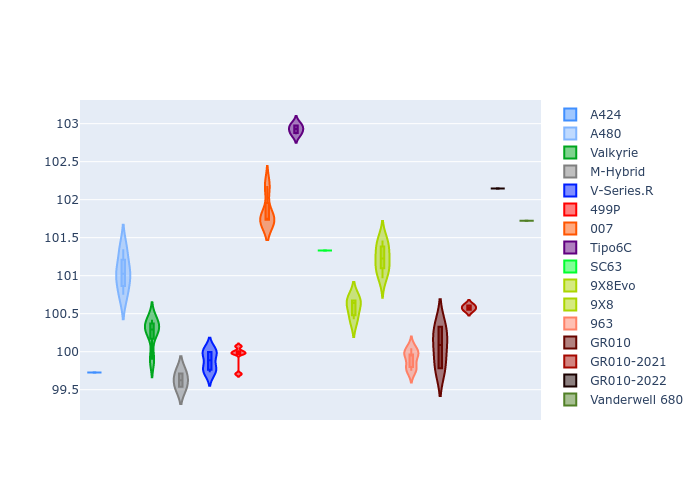 103
102.5
102
101.5
101
100.5
100
99.5
A424
A480
Valkyrie
M-Hybrid
V-Series.R
499P
007
Tipo6C
SC63
9X8Evo
9X8
963
GR010
GR010-2021
GR010-2022
Vanderwell 680